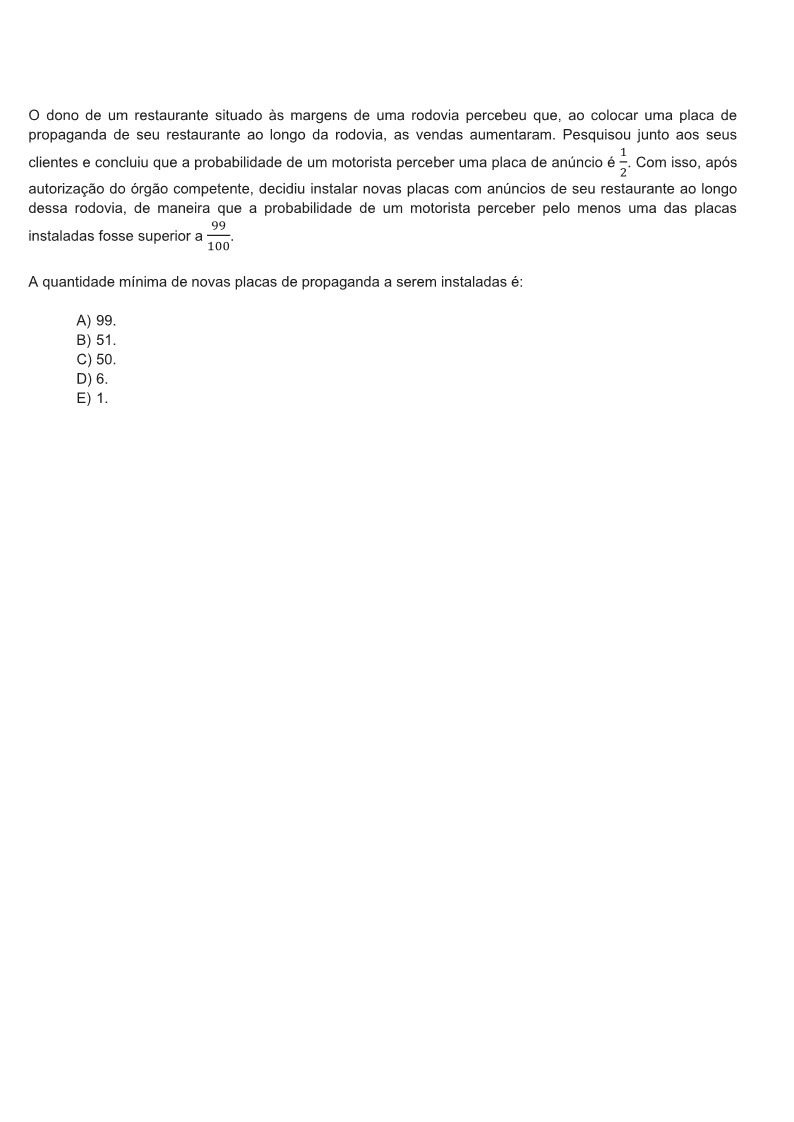 O dono de um restaurante situado às margens de uma rodovia percebeu que, ao colocar uma placa de
propaganda de seu restaurante ao longo da rodovia, as vendas aumentaram. Pesquisou junto aos seus
clientes e concluiu que a probabilidade de um motorista perceber uma placa de anúncio é 1/2. Com isso, após
autorização do órgão competente, decidiu instalar novas placas com anúncios de seu restaurante ao longo
dessa rodovia, de maneira que a probabilidade de um motorista perceber pelo menos uma das placas
instaladas fosse superior a 99/100.
A quantidade mínima de novas placas de propaganda a serem instaladas é:
A) 99.
B) 51.
C) 50.
D) 6.
E) 1.